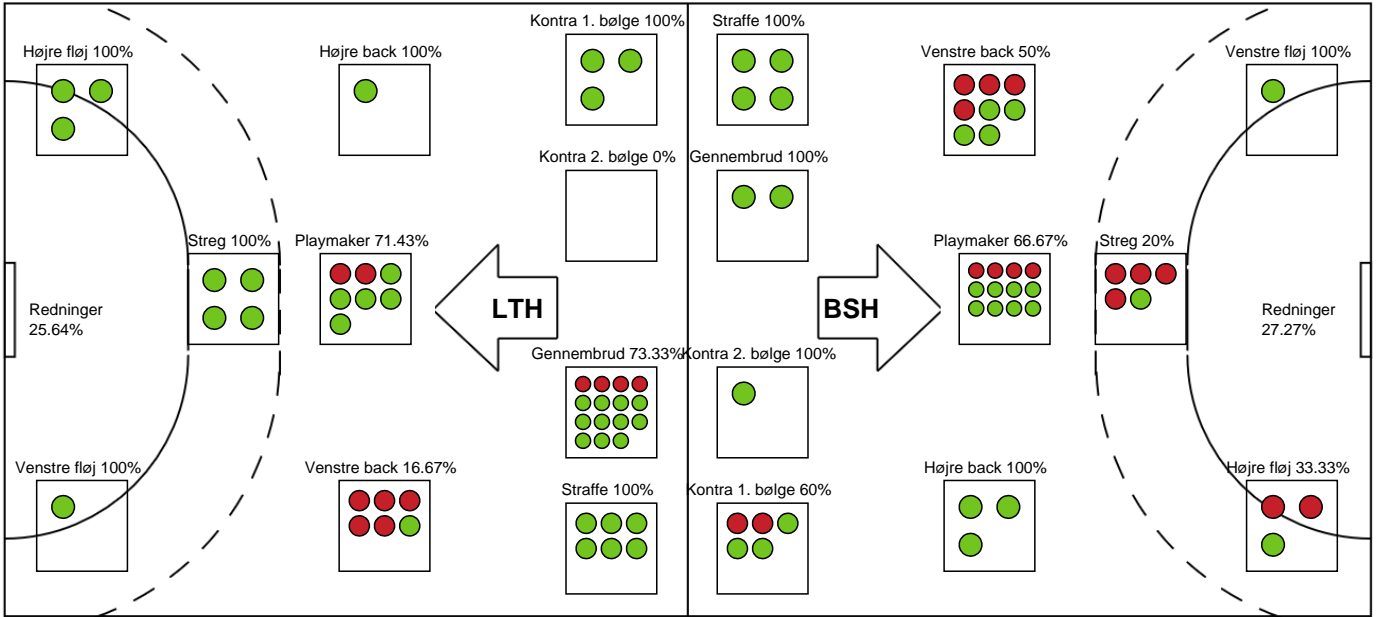 Kontra 1. bølge 100%
Straffe 100%
Højre fløj 100%
Højre back 100%
Venstre back 50%
Venstre fløj 100%
Kontra 2. bølge 0%
Gennembrud 100%
Streg 100%
Playmaker 71.43%
Playmaker 66.67%
Streg 20%
Redninger
25.64%
LTH
BSH
Redninger
27.27%
Gennembrud 73.33%
Kontra 2. bølge 100%
Venstre fløj 100%
Venstre back 16.67%
Højre back 100%
Højre fløj 33.33%
Straffe 100%
Kontra 1. bølge 60%